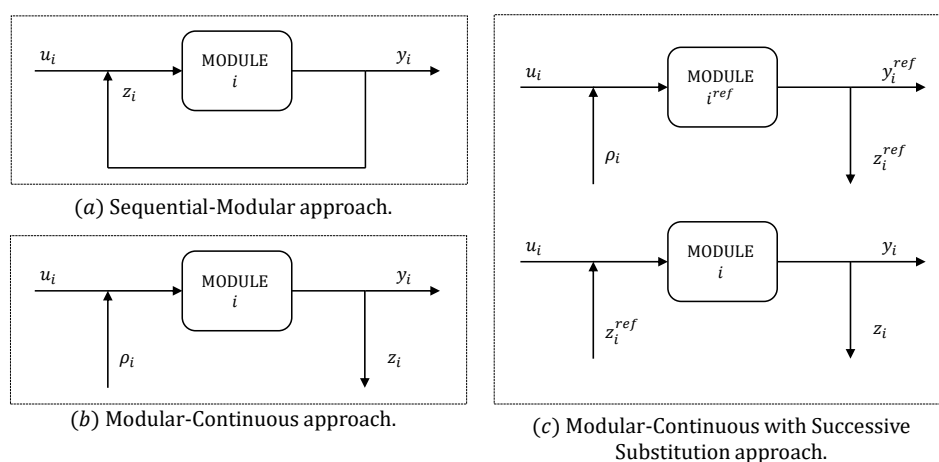 u_i
MODULE
i
y_i
z_i
(a) Sequential-Modular approach.
u_i
MODULE
i
y_i
ρ_i
z_i
(b) Modular-Continuous approach.
u_i
MODULE
i^{ref}
y_i^{ref}
ρ_i
z_i^{ref}
u_i
MODULE
i
y_i
z_i^{ref}
z_i
(c) Modular-Continuous with Successive
Substitution approach.